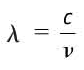 λ = c/ν